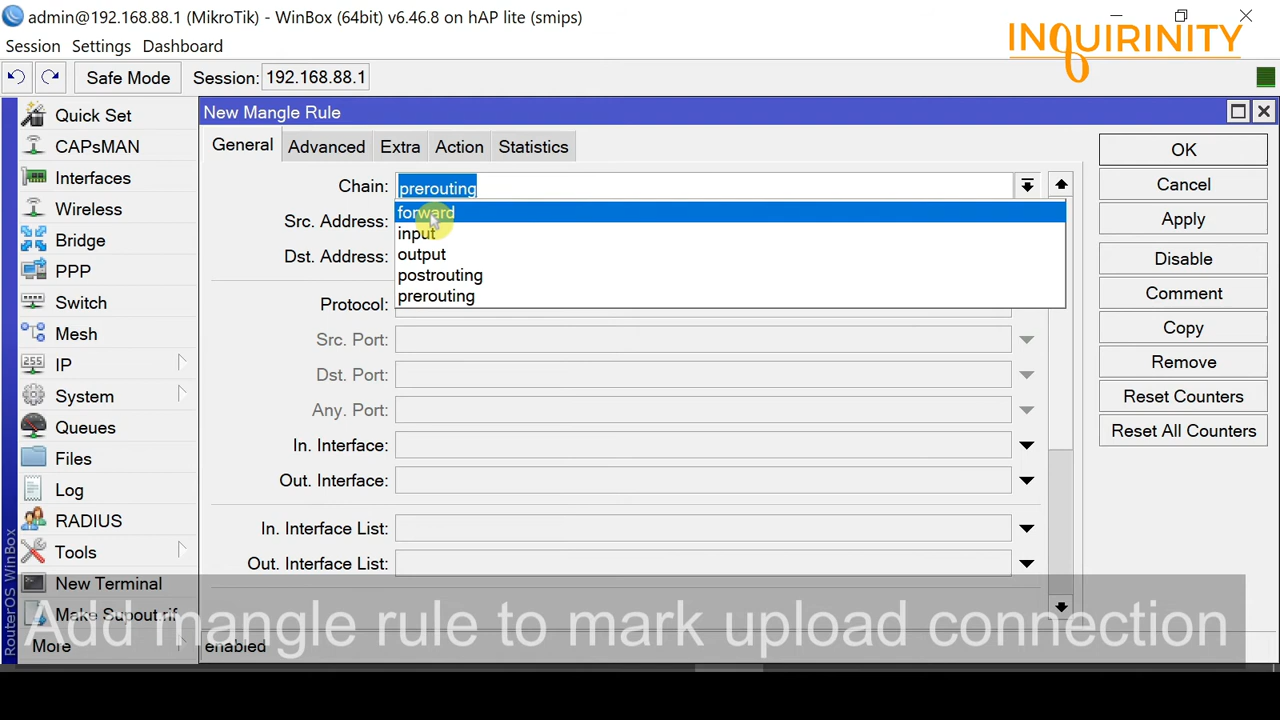 admin@192.168.88.1 (MikroTik) - WinBox (64bit) v6.46.8 on hAP lite (smips)
INQUIRINITY
Session Settings Dashboard
Safe Mode Session: 192.168.88.1
Quick Set
CAPsMAN
Interfaces
Wireless
Bridge
PPP
Switch
Mesh
255 IP
System
Queues
Files
Log
RADIUS
Tools
New Terminal
Make Supout.rif
More
RouterOS WinBox
New Mangle Rule
General Advanced Extra Action Statistics
Chain: prerouting
forward
input
output
postrouting
prerouting
Src. Address:
Dst. Address:
Protocol:
Src. Port:
Dst. Port:
Any. Port:
In. Interface:
Out. Interface:
In. Interface List:
Out. Interface List:
OK
Cancel
Apply
Disable
Comment
Copy
Remove
Reset Counters
Reset All Counters
Add mangle rule to mark upload connection
enabled